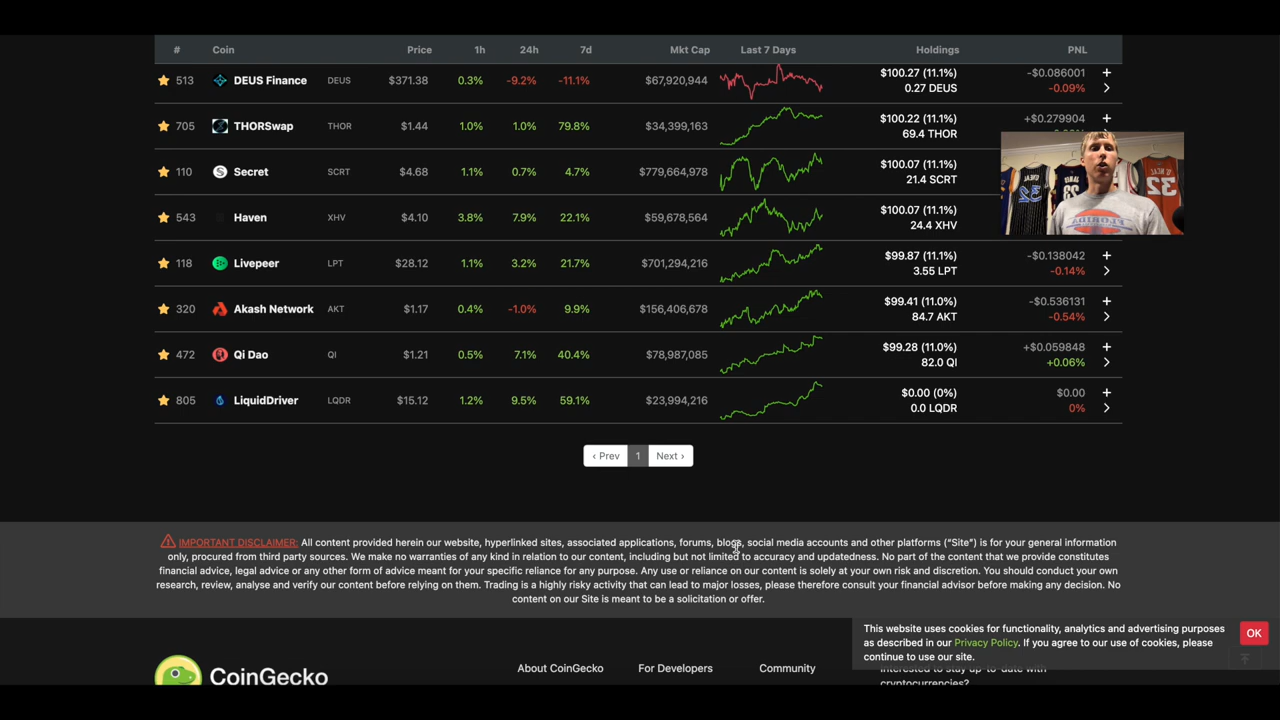 # Coin Price 1h 24h 7d Mkt Cap Last 7 Days Holdings PNL
513 DEUS Finance DEUS $371.38 0.3% -9.2% -11.1% $67,920,944 $100.27 (11.1%) -$0.086001 +
0.27 DEUS -0.09%
705 THORSwap THOR $1.44 1.0% 1.0% 79.8% $34,399,163 $100.22 (11.1%) +$0.279904 +
69.4 THOR
110 Secret SCRT $4.68 1.1% 0.7% 4.7% $779,664,978 $100.07 (11.1%)
21.4 SCRT
543 Haven XHV $4.10 3.8% 7.9% 22.1% $59,678,564 $100.07 (11.1%)
24.4 XHV
118 Livepeer LPT $28.12 1.1% 3.2% 21.7% $701,294,216 $99.87 (11.1%) -$0.138042 +
3.55 LPT -0.14%
320 Akash Network AKT $1.17 0.4% -1.0% 9.9% $156,406,678 $99.41 (11.0%) -$0.536131 +
84.7 AKT -0.54%
472 Qi Dao QI $1.21 0.5% 7.1% 40.4% $78,987,085 $99.28 (11.0%) +$0.059848 +
82.0 QI +0.06%
805 LiquidDriver LQDR $15.12 1.2% 9.5% 59.1% $23,994,216 $0.00 (0%) $0.00 +
0.0 LQDR 0%
‹ Prev 1 Next ›
IMPORTANT DISCLAIMER: All content provided herein our website, hyperlinked sites, associated applications, forums, blogs, social media accounts and other platforms (“Site”) is for your general information
only, procured from third party sources. We make no warranties of any kind in relation to our content, including but not limited to accuracy and updatedness. No part of the content that we provide constitutes
financial advice, legal advice or any other form of advice meant for your specific reliance for any purpose. Any use or reliance on our content is solely at your own risk and discretion. You should conduct your own
research, review, analyse and verify our content before relying on them. Trading is a highly risky activity that can lead to major losses, please therefore consult your financial advisor before making any decision. No
content on our Site is meant to be a solicitation or offer.
This website uses cookies for functionality, analytics and advertising purposes
as described in our Privacy Policy. If you agree to our use of cookies, please
continue to use our site.
OK
CoinGecko
About CoinGecko For Developers Community
Interested to stay up-to-date with
cryptocurrencies?
FLORIDA
32